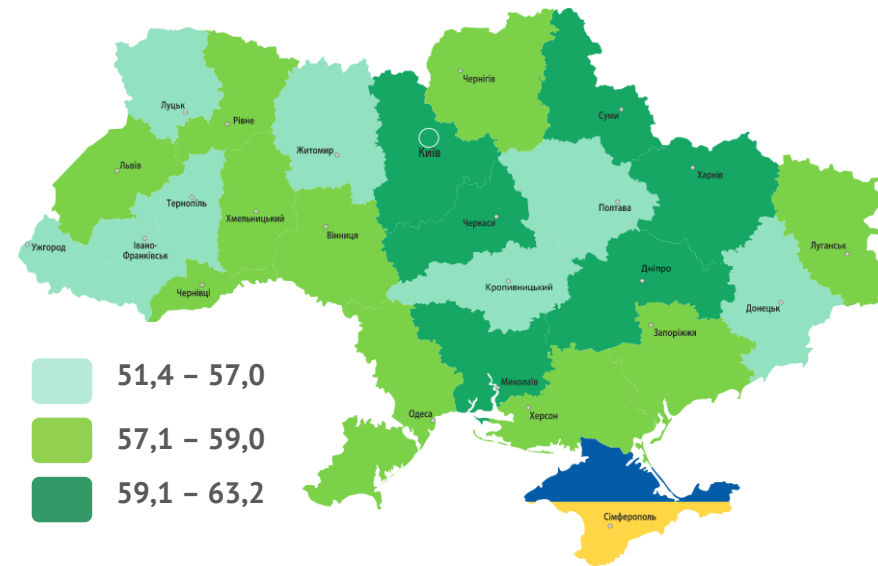 Чернігів
Луцьк
Рівне
Суми
Київ
Житомир
Львів
Харків
Тернопіль
Хмельницький
Черкаси
Полтава
Вінниця
Ужгород
Івано-
Франківськ
Луганськ
Дніпро
Кропивницький
Чернівці
Донецьк
Запоріжжя
51,4 – 57,0
Миколаїв
Одеса
Херсон
57,1 – 59,0
59,1 – 63,2
Сімферополь